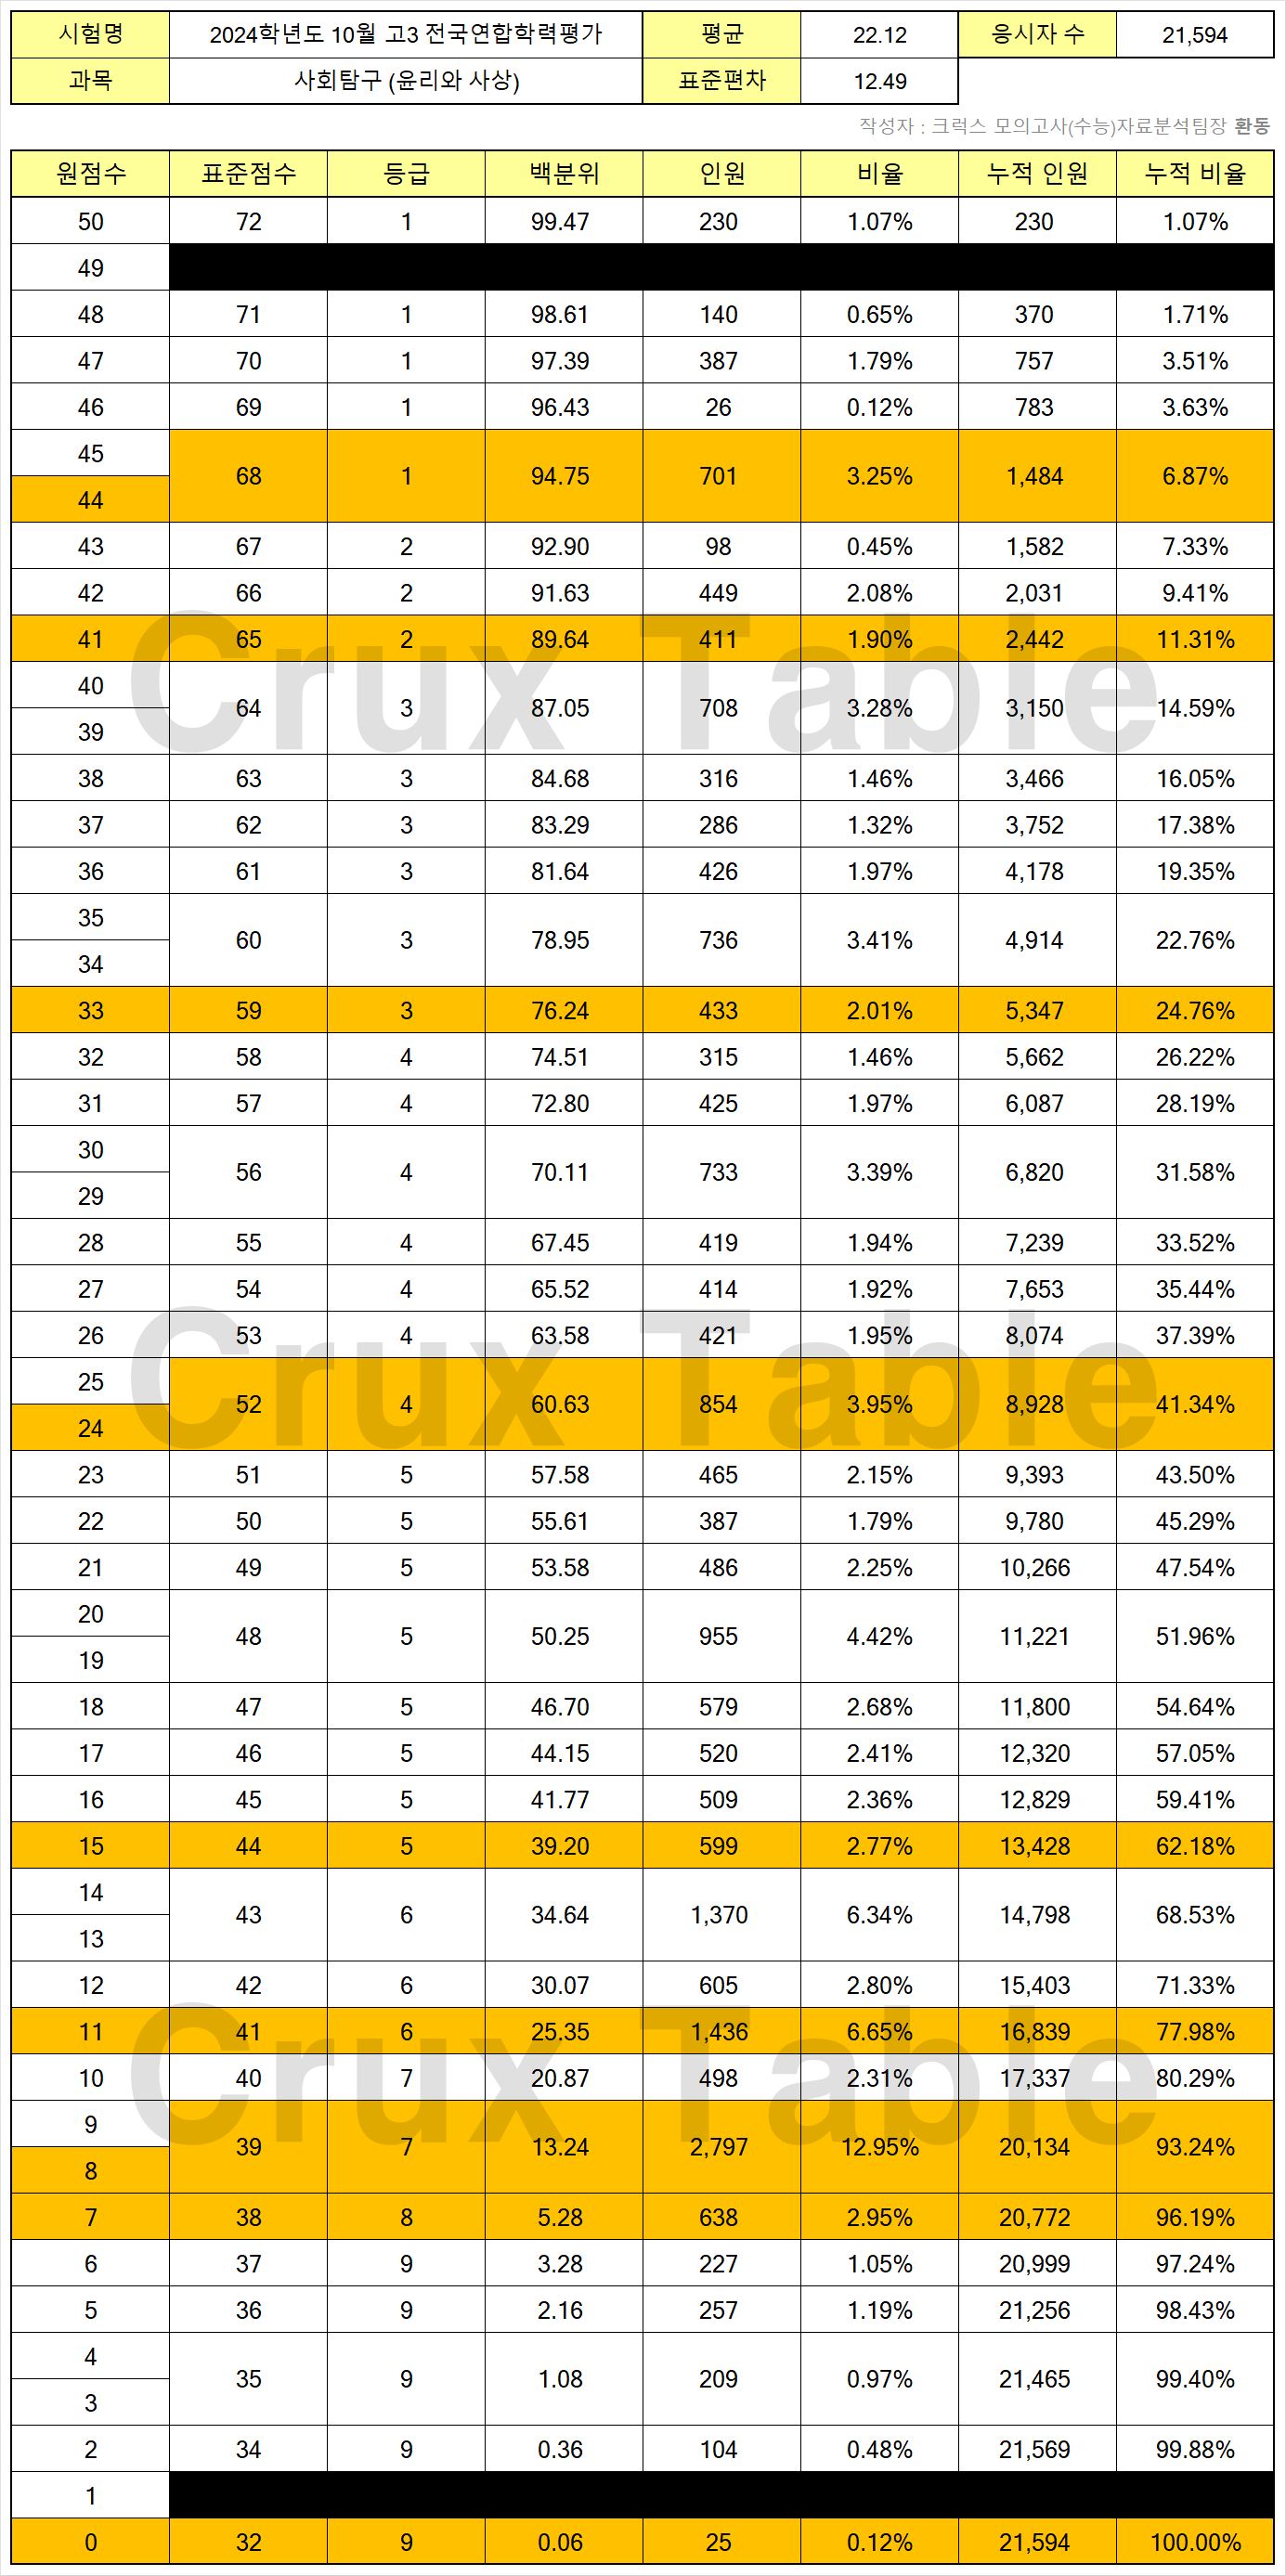 시험명 2024학년도 10월 고3 전국연합학력평가 평균 22.12 응시자 수 21,594
과목 사회탐구 (윤리와 사상) 표준편차 12.49
작성자 : 크럭스 모의고사(수능)자료분석팀장 환동
원점수 표준점수 등급 백분위 인원 비율 누적 인원 누적 비율
50 72 1 99.47 230 1.07% 230 1.07%
49
48 71 1 98.61 140 0.65% 370 1.71%
47 70 1 97.39 387 1.79% 757 3.51%
46 69 1 96.43 26 0.12% 783 3.63%
45
68 1 94.75 701 3.25% 1,484 6.87%
44
43 67 2 92.90 98 0.45% 1,582 7.33%
42 66 2 91.63 449 2.08% 2,031 9.41%
41 65 2 89.64 411 1.90% 2,442 11.31%
Crux Table
40
64 3 87.05 708 3.28% 3,150 14.59%
39
38 63 3 84.68 316 1.46% 3,466 16.05%
37 62 3 83.29 286 1.32% 3,752 17.38%
36 61 3 81.64 426 1.97% 4,178 19.35%
35
60 3 78.95 736 3.41% 4,914 22.76%
34
33 59 3 76.24 433 2.01% 5,347 24.76%
32 58 4 74.51 315 1.46% 5,662 26.22%
31 57 4 72.80 425 1.97% 6,087 28.19%
30
56 4 70.11 733 3.39% 6,820 31.58%
29
28 55 4 67.45 419 1.94% 7,239 33.52%
27 54 4 65.52 414 1.92% 7,653 35.44%
26 53 4 63.58 421 1.95% 8,074 37.39%
Crux Table
25
52 4 60.63 854 3.95% 8,928 41.34%
24
23 51 5 57.58 465 2.15% 9,393 43.50%
22 50 5 55.61 387 1.79% 9,780 45.29%
21 49 5 53.58 486 2.25% 10,266 47.54%
20
48 5 50.25 955 4.42% 11,221 51.96%
19
18 47 5 46.70 579 2.68% 11,800 54.64%
17 46 5 44.15 520 2.41% 12,320 57.05%
16 45 5 41.77 509 2.36% 12,829 59.41%
15 44 5 39.20 599 2.77% 13,428 62.18%
14
43 6 34.64 1,370 6.34% 14,798 68.53%
13
12 42 6 30.07 605 2.80% 15,403 71.33%
11 41 6 25.35 1,436 6.65% 16,839 77.98%
Crux Table
10 40 7 20.87 498 2.31% 17,337 80.29%
9
39 7 13.24 2,797 12.95% 20,134 93.24%
8
7 38 8 5.28 638 2.95% 20,772 96.19%
6 37 9 3.28 227 1.05% 20,999 97.24%
5 36 9 2.16 257 1.19% 21,256 98.43%
4
35 9 1.08 209 0.97% 21,465 99.40%
3
2 34 9 0.36 104 0.48% 21,569 99.88%
1
0 32 9 0.06 25 0.12% 21,594 100.00%